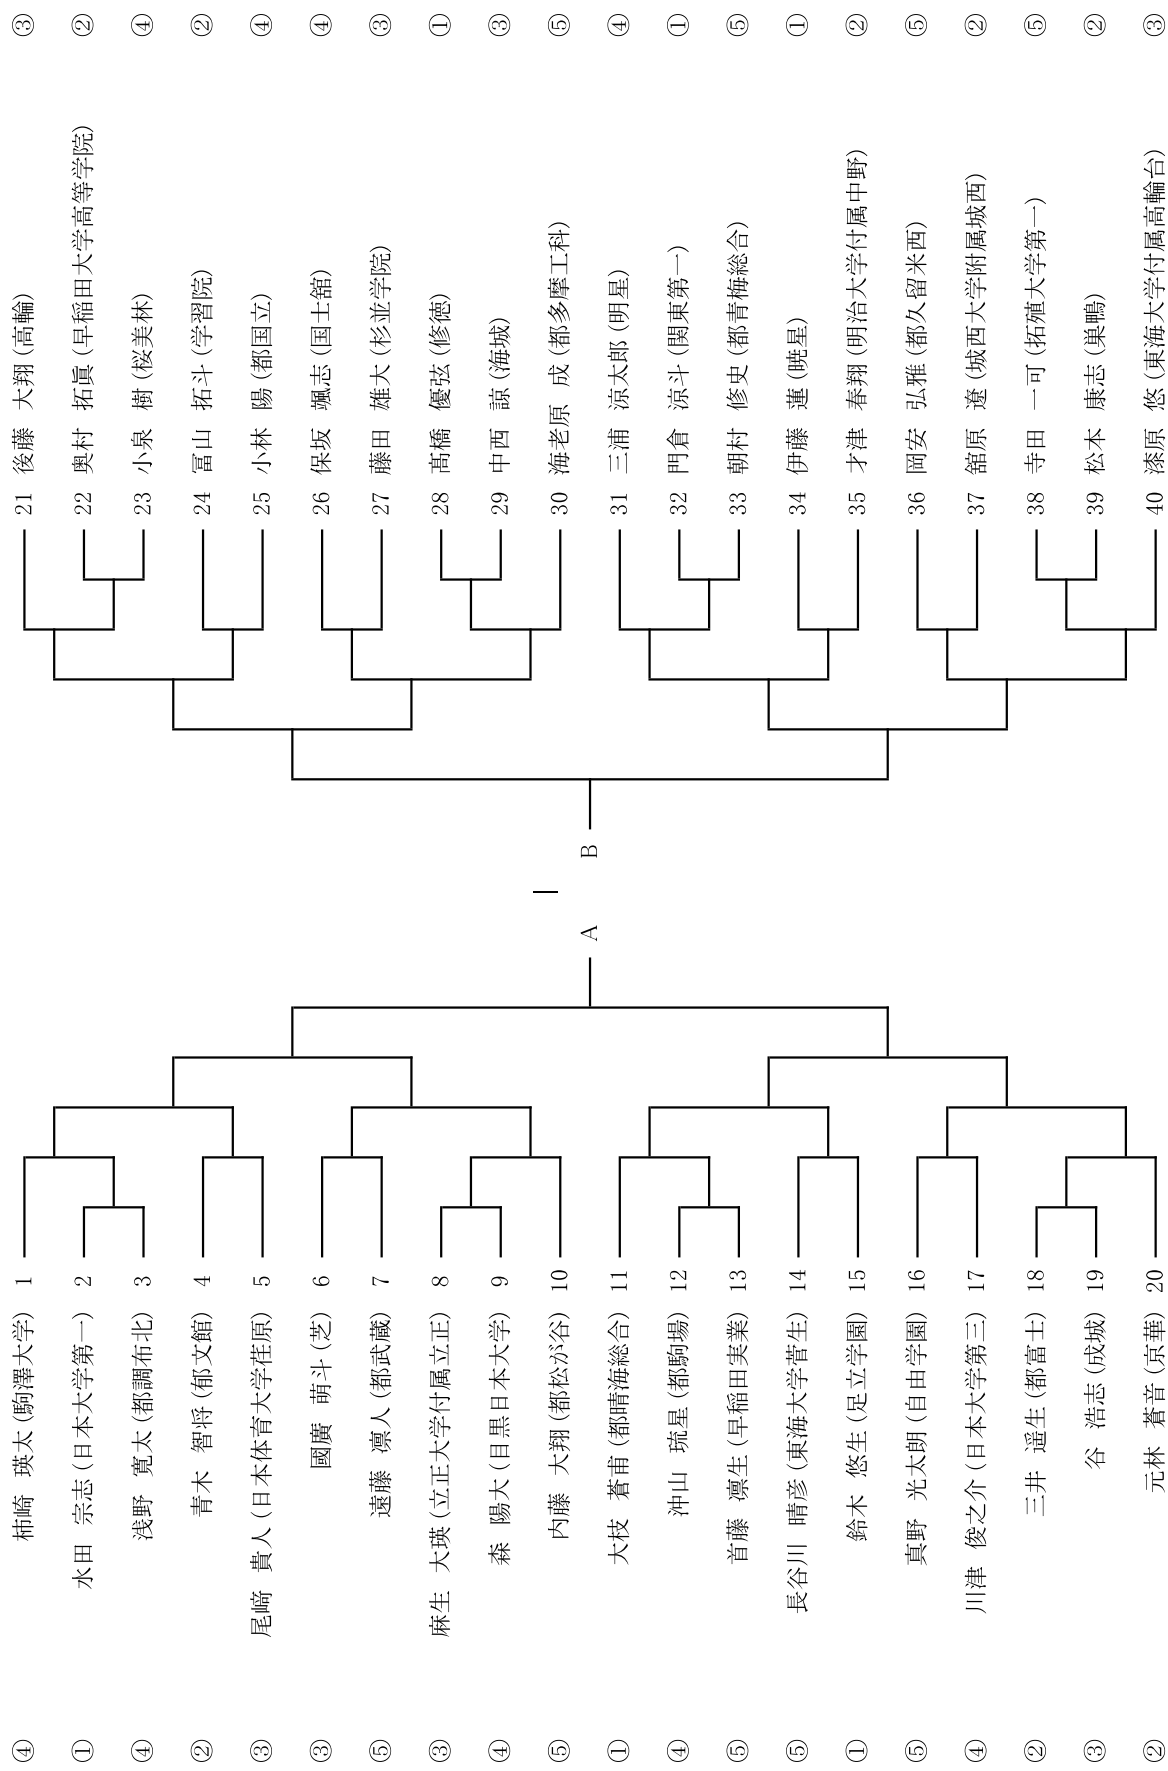 ④ 柿崎 瑛太 (駒澤大学) 1
① 水田 宗志 (日本大学第一) 2
④ 浅野 寛太 (都調布北) 3
② 青木 智将 (郁文館) 4
③ 尾﨑 貴人 (日本体育大学荏原) 5
③ 國廣 萌斗 (芝) 6
⑤ 遠藤 凛人 (都武蔵) 7
③ 麻生 大瑛 (立正大学付属立正) 8
④ 森 陽大 (目黒日本大学) 9
⑤ 内藤 大翔 (都松が谷) 10
① 大枝 蒼甫 (都晴海総合) 11
④ 沖山 琉星 (都駒場) 12
⑤ 首藤 凛生 (早稲田実業) 13
⑤ 長谷川 晴彦 (東海大学菅生) 14
① 鈴木 悠生 (足立学園) 15
⑤ 真野 光太朗 (自由学園) 16
④ 川津 俊之介 (日本大学第三) 17
② 三井 遥生 (都富士) 18
③ 谷 浩志 (成城) 19
② 元林 蒼音 (京華) 20
A
―
B
21 後藤 大翔 (高輪) ③
22 奥村 拓眞 (早稲田大学高等学院) ②
23 小泉 樹 (桜美林) ④
24 冨山 拓斗 (学習院) ②
25 小林 陽 (都国立) ④
26 保坂 颯志 (国士舘) ④
27 藤田 雄大 (杉並学院) ③
28 髙橋 優弦 (修徳) ①
29 中西 諒 (海城) ③
30 海老原 成 (都多摩工科) ⑤
31 三浦 涼太郎 (明星) ④
32 門倉 涼斗 (関東第一) ①
33 朝村 修史 (都青梅総合) ⑤
34 伊藤 蓮 (暁星) ①
35 才津 春翔 (明治大学付属中野) ②
36 岡安 弘雅 (都久留米西) ⑤
37 舘原 遼 (城西大学附属城西) ②
38 寺田 一可 (拓殖大学第一) ⑤
39 松本 康志 (巣鴨) ②
40 漆原 悠 (東海大学付属高輪台) ③